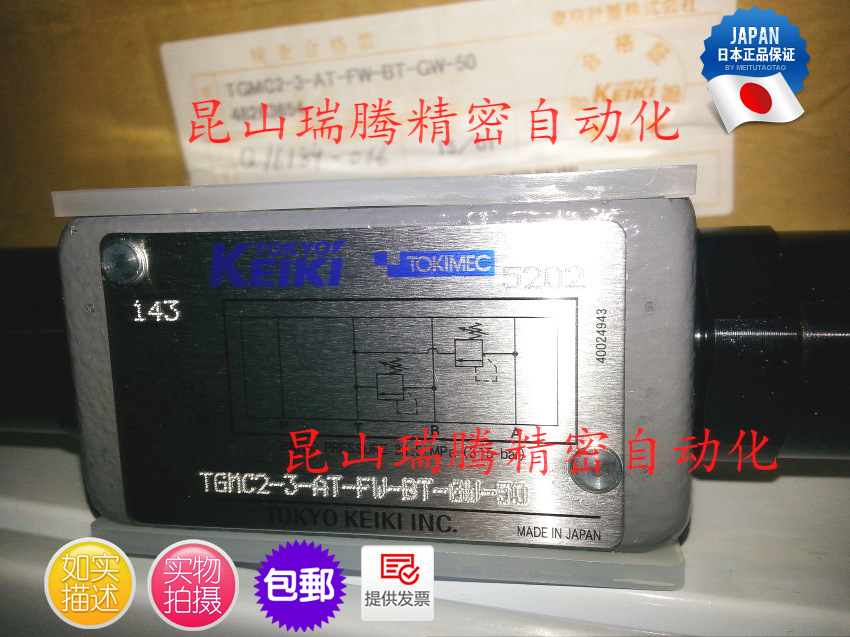 JAPAN
日本正品保证
BY MEITUTAOTAO
TGMC2-3-AT-FW-BT-GW-50
KEIKI
昆山瑞腾精密自动化
TOKYO
KEIKI
TOKIMEC
5202
143
40024943
T B A
昆山瑞腾精密自动化
PRESSURE
TGMC2-3-AT-FW-BT-GW-50
TOKYO KEIKI INC.
MADE IN JAPAN
如实
描述
实物
拍摄
包郵
提供发票